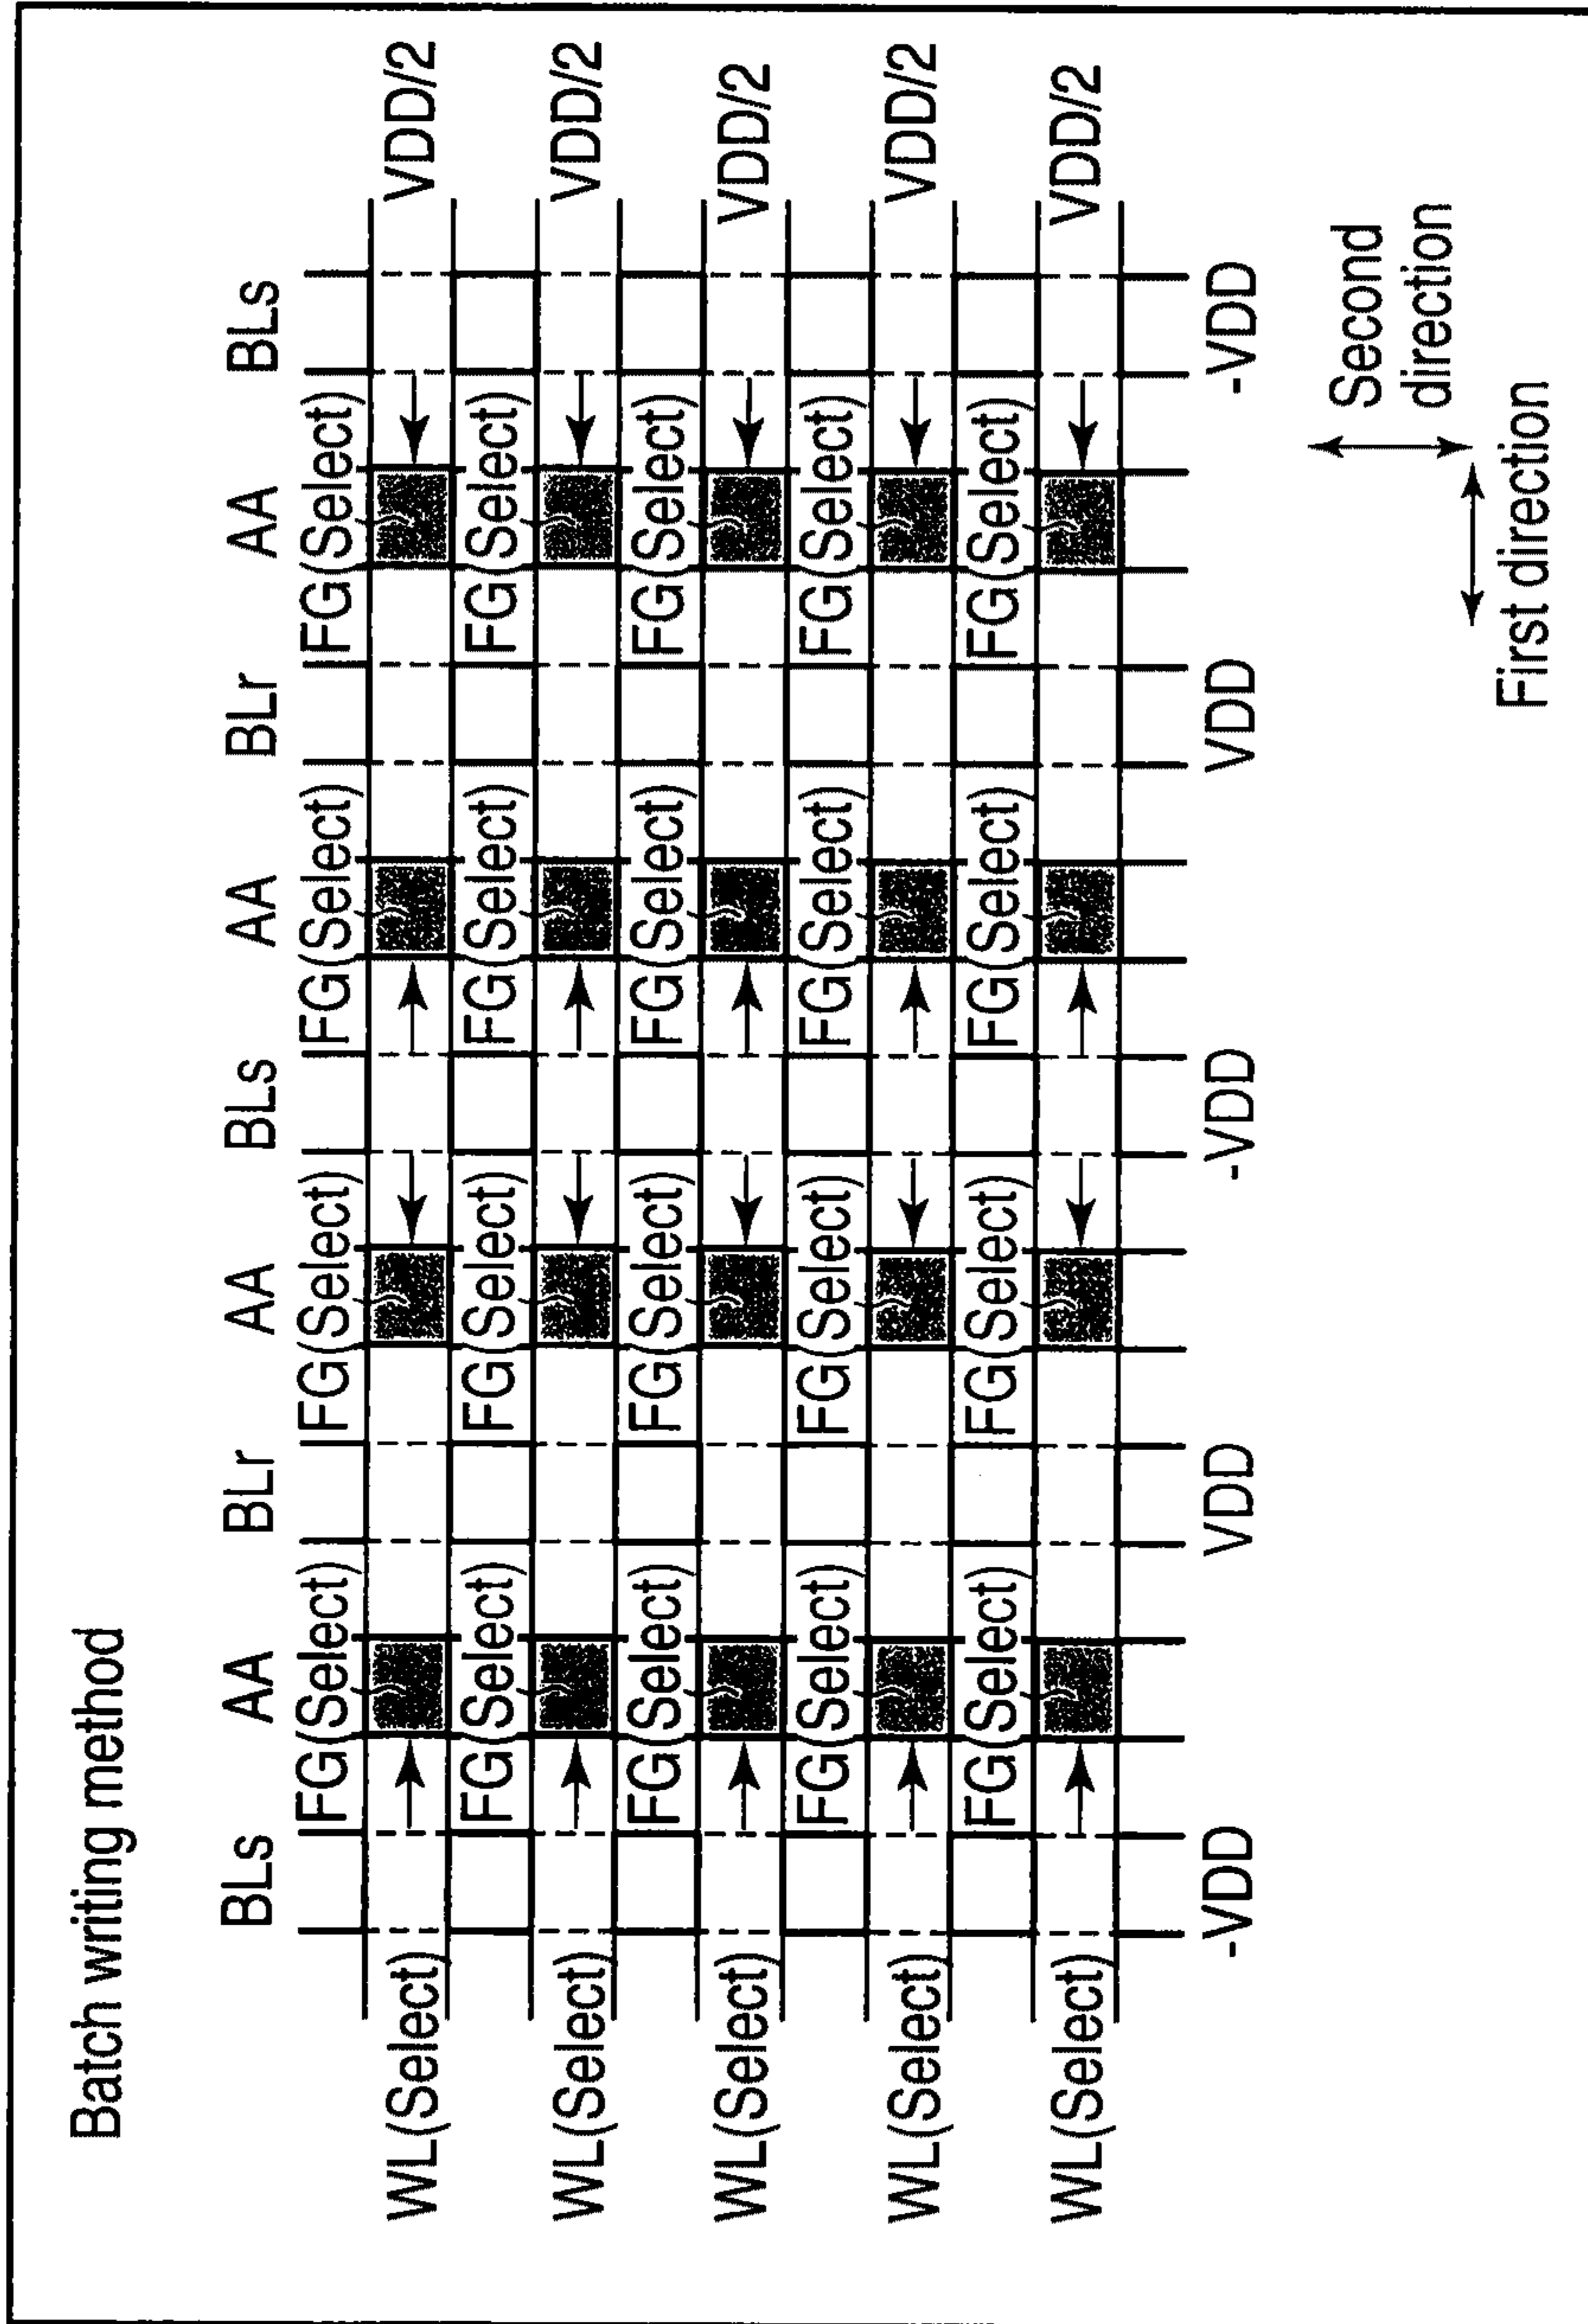 Batch writing method
BLs AA BLr AA BLs AA BLr AA BLs
FG(Select) FG(Select) FG(Select) FG(Select)
WL(Select) VDD/2
FG(Select) FG(Select) FG(Select) FG(Select)
WL(Select) VDD/2
FG(Select) FG(Select) FG(Select) FG(Select)
WL(Select) VDD/2
FG(Select) FG(Select) FG(Select) FG(Select)
WL(Select) VDD/2
FG(Select) FG(Select) FG(Select) FG(Select)
WL(Select) VDD/2
-VDD VDD -VDD VDD -VDD
Second
direction
First direction